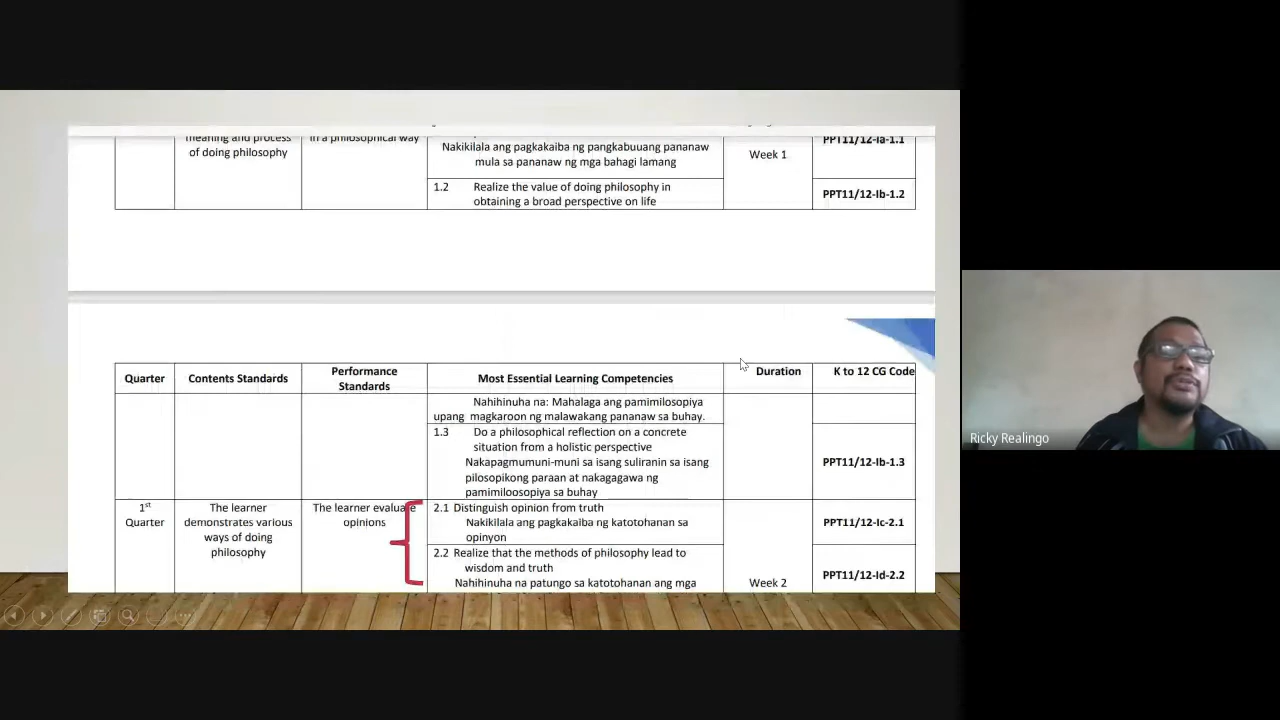 meaning and process
of doing philosophy
in a philosophical way
Nakikilala ang pagkakaiba ng pangkabuuang pananaw
mula sa pananaw ng mga bahagi lamang
Week 1
PPT11/12-Ia-1.1
1.2 Realize the value of doing philosophy in
obtaining a broad perspective on life
PPT11/12-Ib-1.2
Quarter
Contents Standards
Performance
Standards
Most Essential Learning Competencies
Duration
K to 12 CG Code
Nahihinuha na: Mahalaga ang pamimilosopiya
upang magkaroon ng malawakang pananaw sa buhay.
1.3 Do a philosophical reflection on a concrete
situation from a holistic perspective
Nakapagmumuni-muni sa isang suliranin sa isang
pilosopikong paraan at nakagagawa ng
pamimiloosopiya sa buhay
PPT11/12-Ib-1.3
1st
Quarter
The learner
demonstrates various
ways of doing
philosophy
The learner evaluate
opinions
2.1 Distinguish opinion from truth
Nakikilala ang pagkakaiba ng katotohanan sa
opinyon
PPT11/12-Ic-2.1
2.2 Realize that the methods of philosophy lead to
wisdom and truth
Nahihinuha na patungo sa katotohanan ang mga
Week 2
PPT11/12-Id-2.2
Ricky Realingo